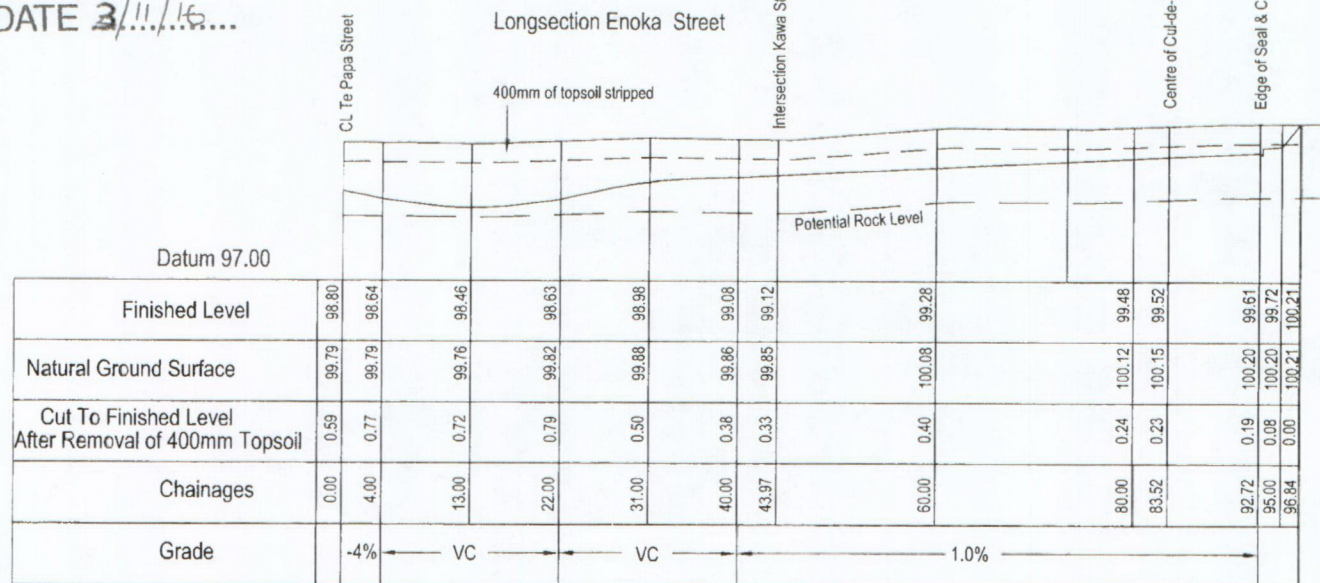 DATE 3/11/16
Longsection Enoka Street
CL Te Papa Street
400mm of topsoil stripped
Intersection Kawa
Centre of Cul-de-
Edge of Seal &
Potential Rock Level
Datum 97.00
Finished Level 98.80 98.64 98.46 98.63 98.98 99.08 99.12 99.28 99.48 99.52 99.61 99.72 100.21
Natural Ground Surface 99.79 99.79 99.76 99.82 99.88 99.86 99.85 100.08 100.12 100.15 100.20 100.20 100.21
Cut To Finished Level
After Removal of 400mm Topsoil 0.59 0.77 0.72 0.79 0.50 0.38 0.33 0.40 0.24 0.23 0.19 0.08 0.00
Chainages 0.00 4.00 13.00 22.00 31.00 40.00 43.97 60.00 80.00 83.52 92.72 95.00 96.84
Grade -4% VC VC 1.0%